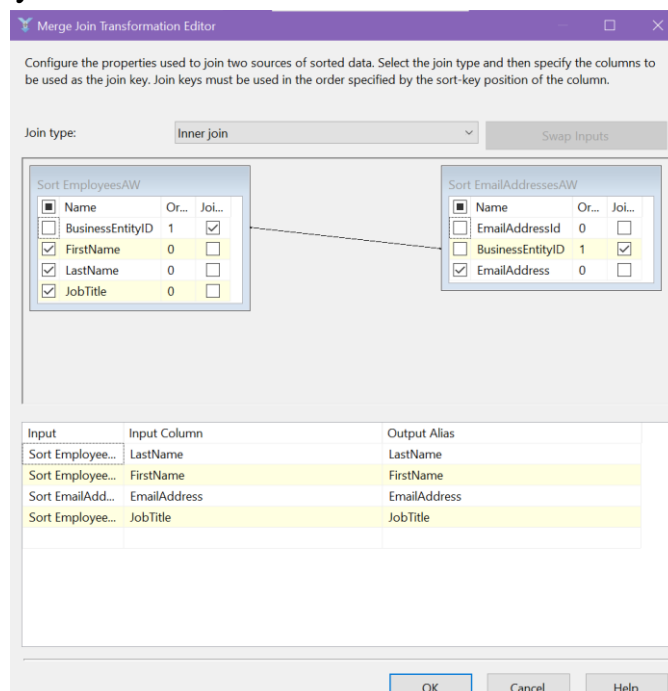 Merge Join Transformation Editor
Configure the properties used to join two sources of sorted data. Select the join type and then specify the columns to
be used as the join key. Join keys must be used in the order specified by the sort-key position of the column.
Join type:
Inner join
Swap Inputs
Sort EmployeesAW
Name Or... Joi...
BusinessEntityID 1
FirstName 0
LastName 0
JobTitle 0
Sort EmailAddressesAW
Name Or... Joi...
EmailAddressId 0
BusinessEntityID 1
EmailAddress 0
Input Input Column Output Alias
Sort Employee... LastName LastName
Sort Employee... FirstName FirstName
Sort EmailAdd... EmailAddress EmailAddress
Sort Employee... JobTitle JobTitle
OK Cancel Help